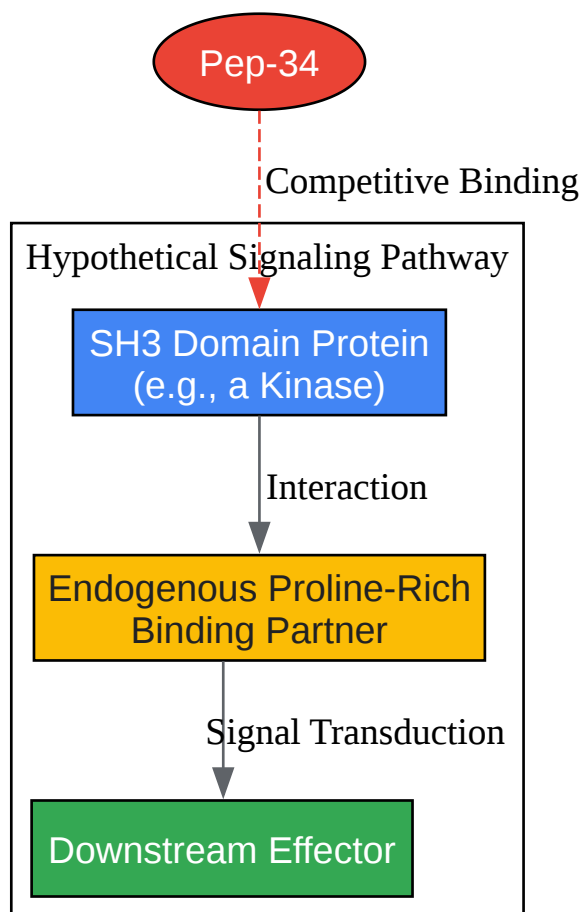 Pep-34
Competitive Binding
Hypothetical Signaling Pathway
SH3 Domain Protein
(e.g., a Kinase)
Interaction
Endogenous Proline-Rich
Binding Partner
Signal Transduction
Downstream Effector